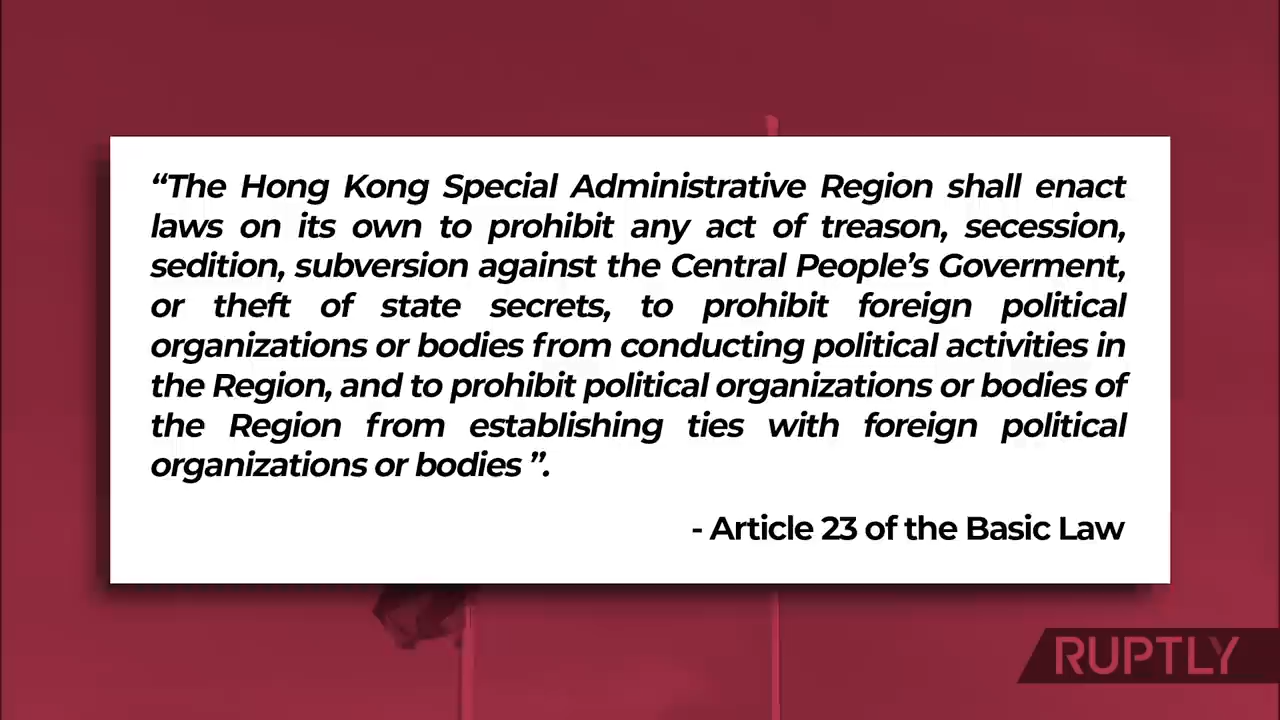 “The Hong Kong Special Administrative Region shall enact
laws on its own to prohibit any act of treason, secession,
sedition, subversion against the Central People’s Goverment,
or theft of state secrets, to prohibit foreign political
organizations or bodies from conducting political activities in
the Region, and to prohibit political organizations or bodies of
the Region from establishing ties with foreign political
organizations or bodies ”.
- Article 23 of the Basic Law
RUPTLY